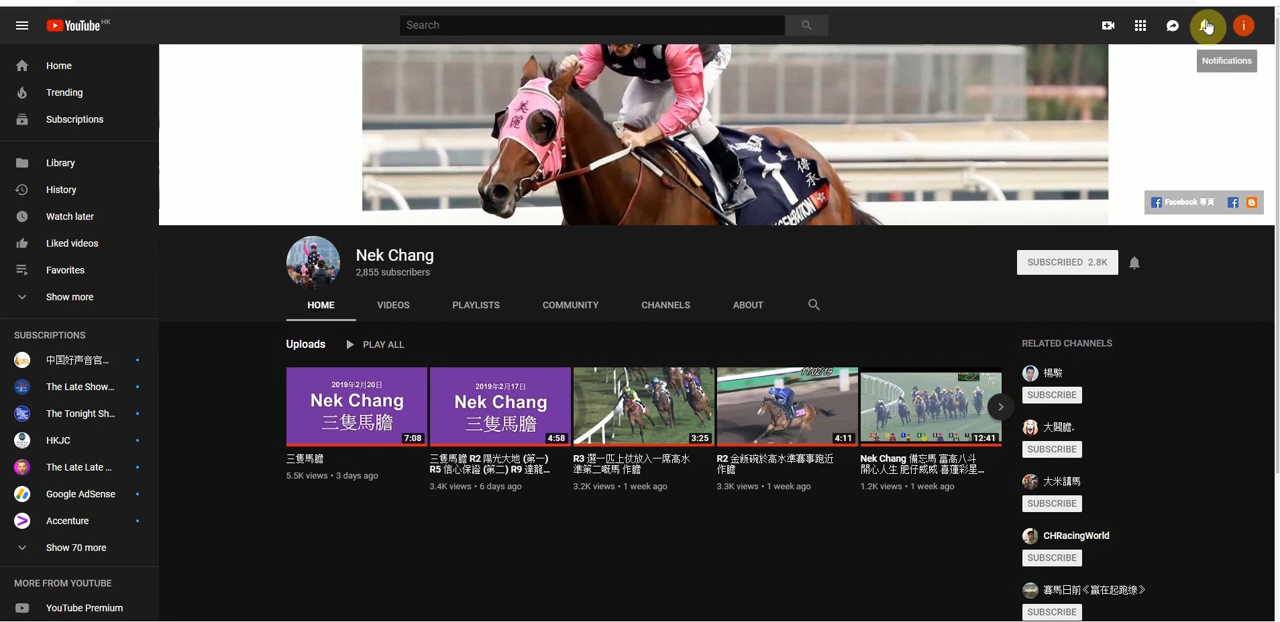 YouTube HK
Search
Notifications
Home
Trending
Subscriptions
Library
History
Watch later
Liked videos
Favorites
Show more
SUBSCRIPTIONS
中国好声音官...
The Late Show...
The Tonight Sh...
HKJC
The Late Late ...
Google AdSense
Accenture
Show 70 more
MORE FROM YOUTUBE
YouTube Premium
美麗
傳承
Facebook 專頁
Nek Chang
2,855 subscribers
SUBSCRIBED 2.8K
HOME
VIDEOS
PLAYLISTS
COMMUNITY
CHANNELS
ABOUT
Uploads
PLAY ALL
2019年2月20日
Nek Chang
三隻馬膽
7:08
三隻馬膽
5.5K views • 3 days ago
2019年2月17日
Nek Chang
三隻馬膽
4:58
三隻馬膽 R2 陽光大地 (第一)
R5 信心保證 (第二) R9 達龍...
3.4K views • 6 days ago
3:25
R3 選一匹上仗放入一席高水
準第二嘅馬 作膽
3.2K views • 1 week ago
4:11
R2 金飯碗於高水準賽事跑近
作膽
3.3K views • 1 week ago
12:41
Nek Chang 備忘馬 富高八斗
開心人生 肥仔威威 喜蓮彩星...
1.2K views • 1 week ago
RELATED CHANNELS
SUBSCRIBE
大闊膽.
SUBSCRIBE
大米講馬
SUBSCRIBE
CHRacingWorld
SUBSCRIBE
賽馬日前《贏在起跑線》
SUBSCRIBE